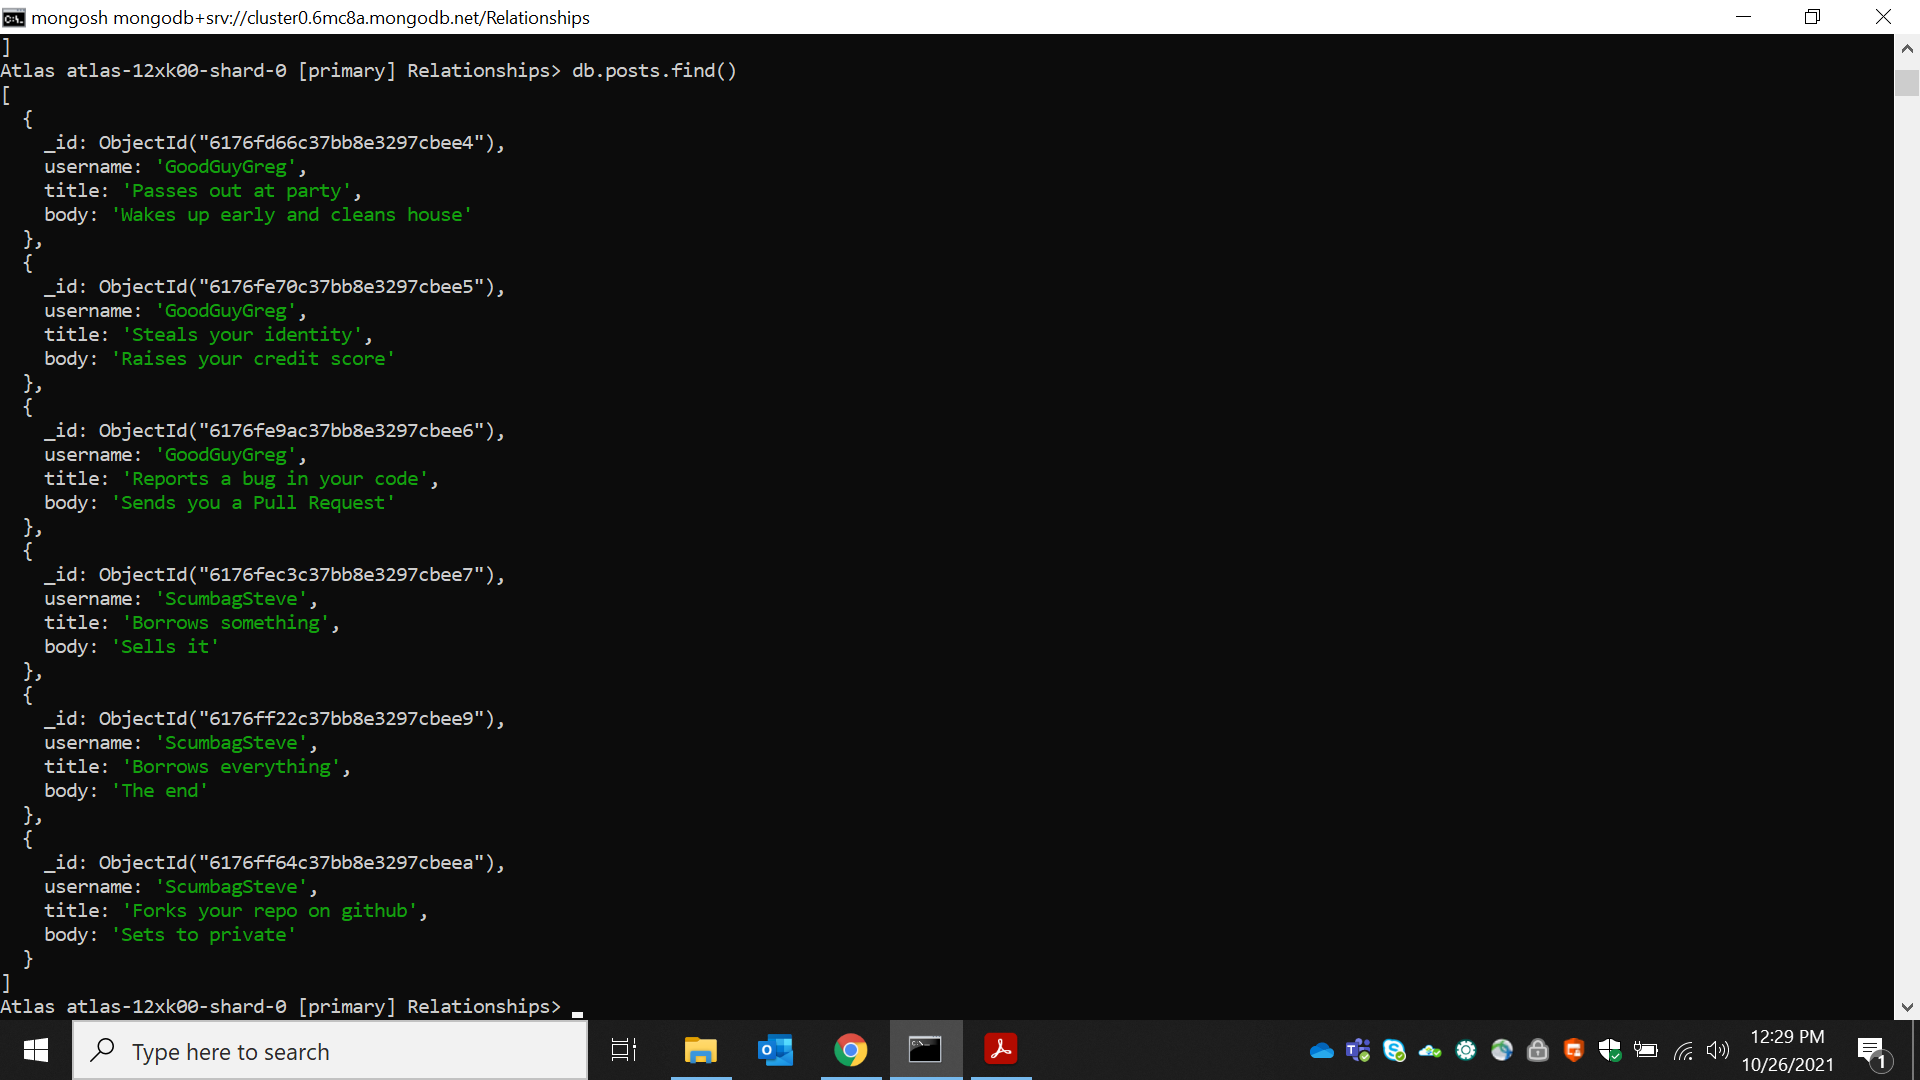 mongosh mongodb+srv://cluster0.6mc8a.mongodb.net/Relationships
]
Atlas atlas-12xk00-shard-0 [primary] Relationships> db.posts.find()
[
  {
    _id: ObjectId("6176fd66c37bb8e3297cbee4"),
    username: 'GoodGuyGreg',
    title: 'Passes out at party',
    body: 'Wakes up early and cleans house'
  },
  {
    _id: ObjectId("6176fe70c37bb8e3297cbee5"),
    username: 'GoodGuyGreg',
    title: 'Steals your identity',
    body: 'Raises your credit score'
  },
  {
    _id: ObjectId("6176fe9ac37bb8e3297cbee6"),
    username: 'GoodGuyGreg',
    title: 'Reports a bug in your code',
    body: 'Sends you a Pull Request'
  },
  {
    _id: ObjectId("6176fec3c37bb8e3297cbee7"),
    username: 'ScumbagSteve',
    title: 'Borrows something',
    body: 'Sells it'
  },
  {
    _id: ObjectId("6176ff22c37bb8e3297cbee9"),
    username: 'ScumbagSteve',
    title: 'Borrows everything',
    body: 'The end'
  },
  {
    _id: ObjectId("6176ff64c37bb8e3297cbeea"),
    username: 'ScumbagSteve',
    title: 'Forks your repo on github',
    body: 'Sets to private'
  }
]
Atlas atlas-12xk00-shard-0 [primary] Relationships>
Type here to search
12:29 PM
10/26/2021
1